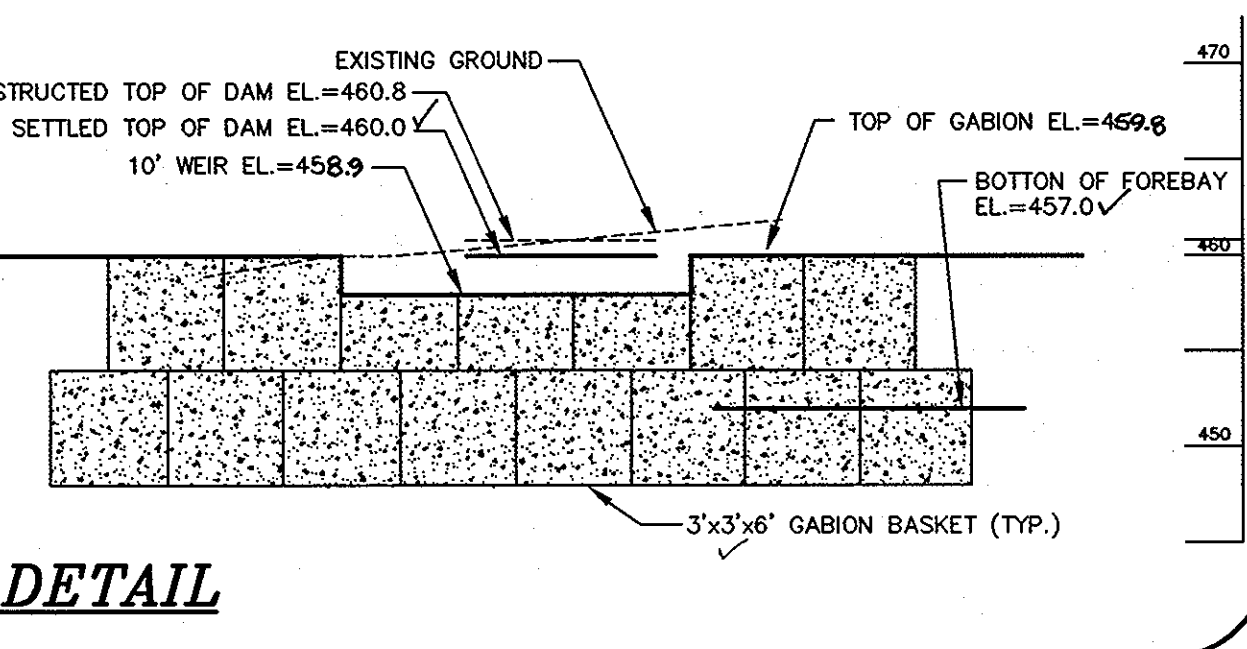 EXISTING GROUND
STRUCTED TOP OF DAM EL.=460.8
SETTLED TOP OF DAM EL.=460.0
10' WEIR EL.=458.9
TOP OF GABION EL.=459.8
BOTTON OF FOREBAY
EL.=457.0
3'x3'x6' GABION BASKET (TYP.)
DETAIL
470
460
450